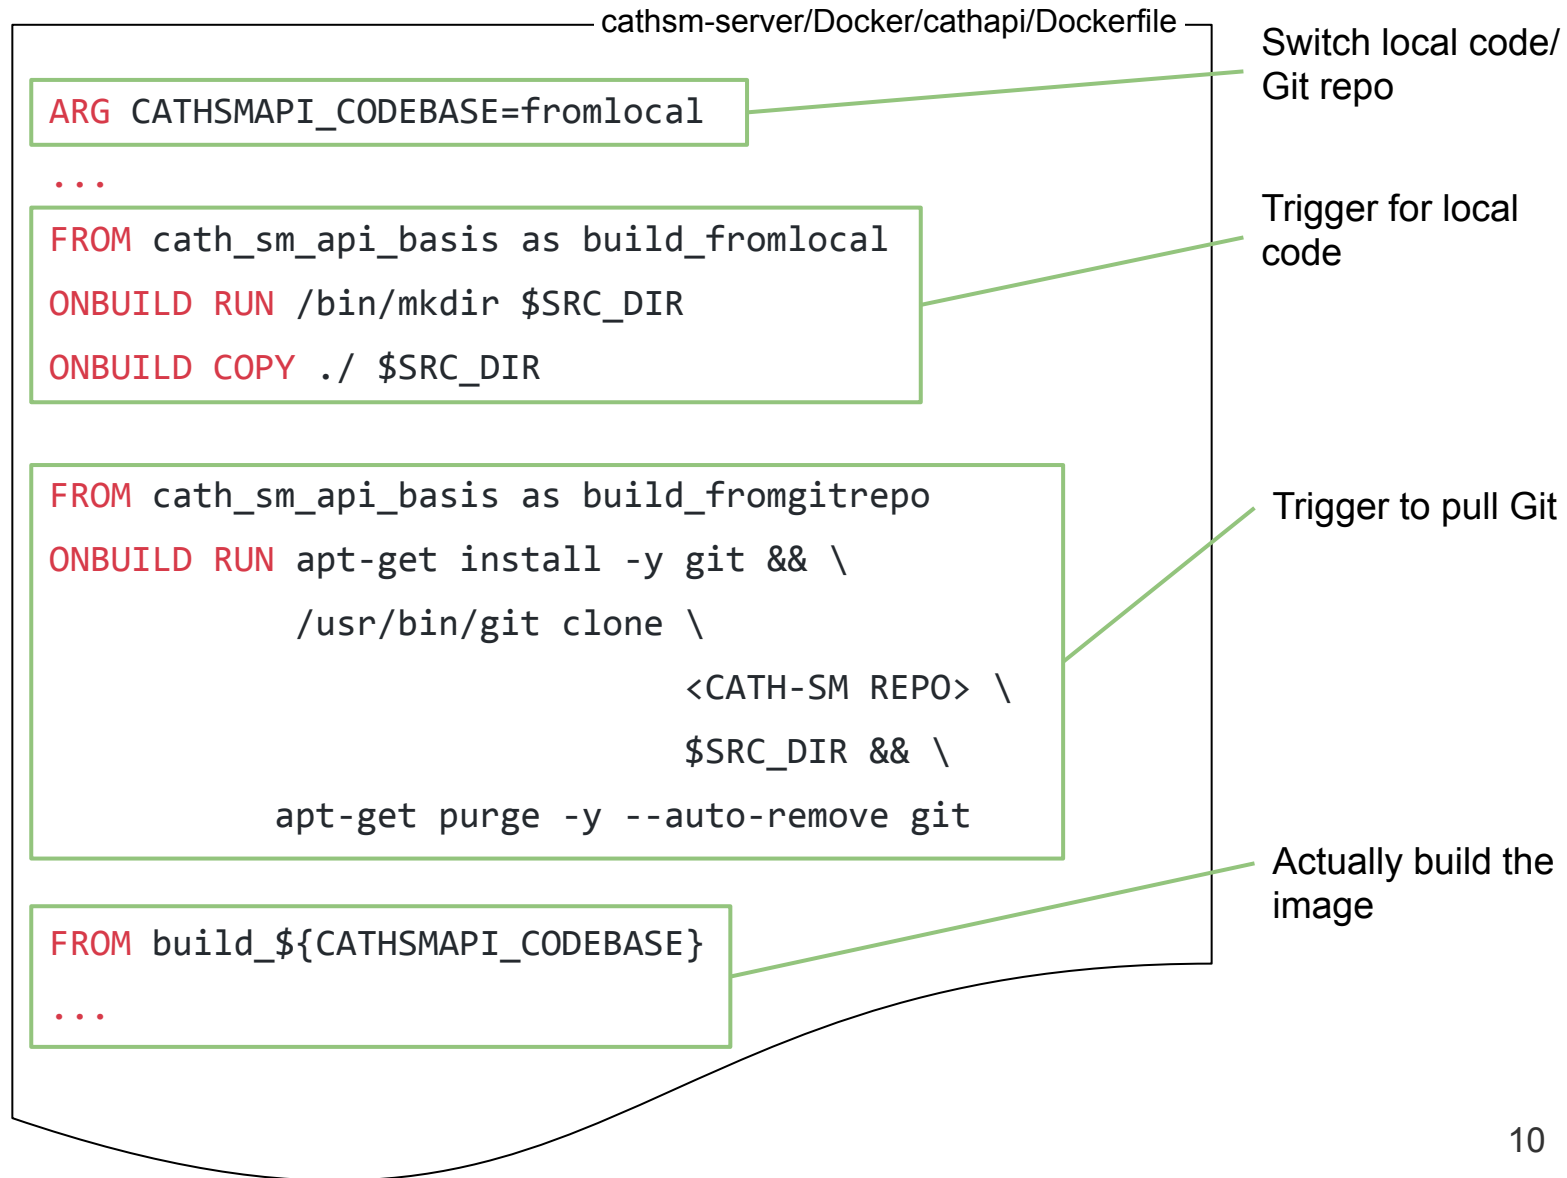 cathsm-server/Docker/cathapi/Dockerfile
ARG CATHSMAPI_CODEBASE=fromlocal
...
FROM cath_sm_api_basis as build_fromlocal
ONBUILD RUN /bin/mkdir $SRC_DIR
ONBUILD COPY ./ $SRC_DIR
FROM cath_sm_api_basis as build_fromgitrepo
ONBUILD RUN apt-get install -y git && \
/usr/bin/git clone \
<CATH-SM REPO> \
$SRC_DIR && \
apt-get purge -y --auto-remove git
FROM build_${CATHSMAPI_CODEBASE}
...
Switch local code/
Git repo
Trigger for local
code
Trigger to pull Git
Actually build the
image
10